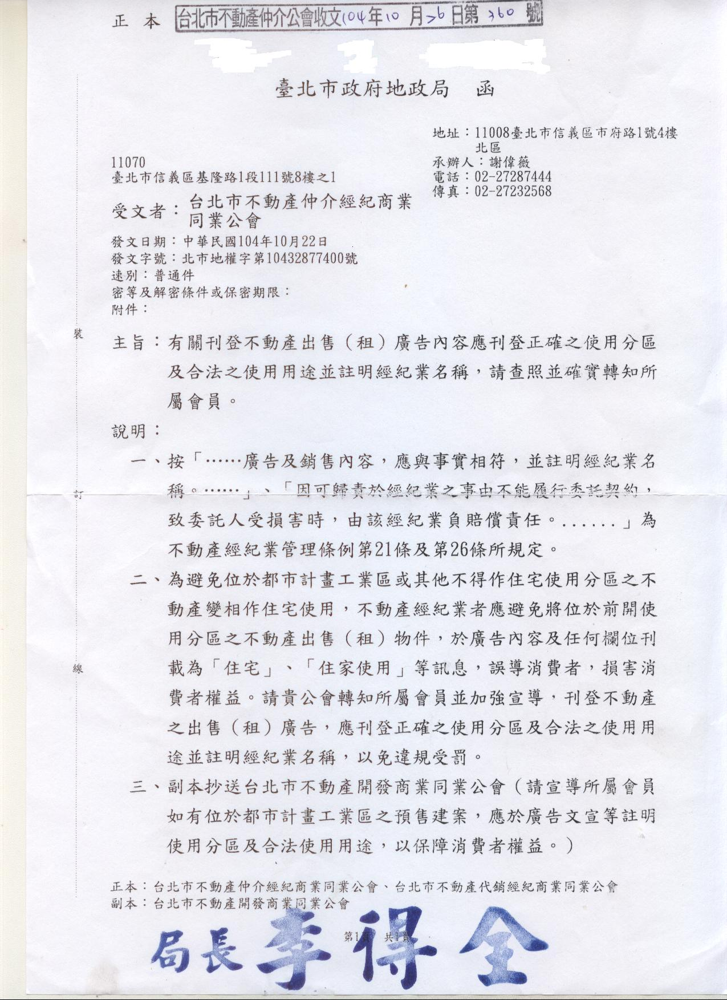 正本
台北市不動產仲介公會收文104年10月26日第360號
臺北市政府地政局 函
地址：11008臺北市信義區市府路1號4樓
北區
承辦人：謝偉薇
電話：02-27287444
傳真：02-27232568
11070
臺北市信義區基隆路1段111號8樓之1
受文者：台北市不動產仲介經紀商業
同業公會
發文日期：中華民國104年10月22日
發文字號：北市地權字第10432877400號
速別：普通件
密等及解密條件或保密期限：
附件：
主旨：有關刊登不動產出售（租）廣告內容應刊登正確之使用分區
及合法之使用用途並註明經紀業名稱，請查照並確實轉知所
屬會員。
說明：
一、按「……廣告及銷售內容，應與事實相符，並註明經紀業名
稱。……」、「因可歸責於經紀業之事由不能履行委託契約，
致委託人受損害時，由該經紀業負賠償責任。......」為
不動產經紀業管理條例第21條及第26條所規定。
二、為避免位於都市計畫工業區或其他不得作住宅使用分區之不
動產變相作住宅使用，不動產經紀業者應避免將位於前開使
用分區之不動產出售（租）物件，於廣告內容及任何欄位刊
載為「住宅」、「住家使用」等訊息，誤導消費者，損害消
費者權益。請貴公會轉知所屬會員並加強宣導，刊登不動產
之出售（租）廣告，應刊登正確之使用分區及合法之使用用
途並註明經紀業名稱，以免違規受罰。
三、副本抄送台北市不動產開發商業同業公會（請宣導所屬會員
如有位於都市計畫工業區之預售建案，應於廣告文宣等註明
使用分區及合法使用用途，以保障消費者權益。）
正本：台北市不動產仲介經紀商業同業公會、台北市不動產代銷經紀商業同業公會
副本：台北市不動產開發商業同業公會
局長李得全
第1頁 共1頁
裝
訂
線